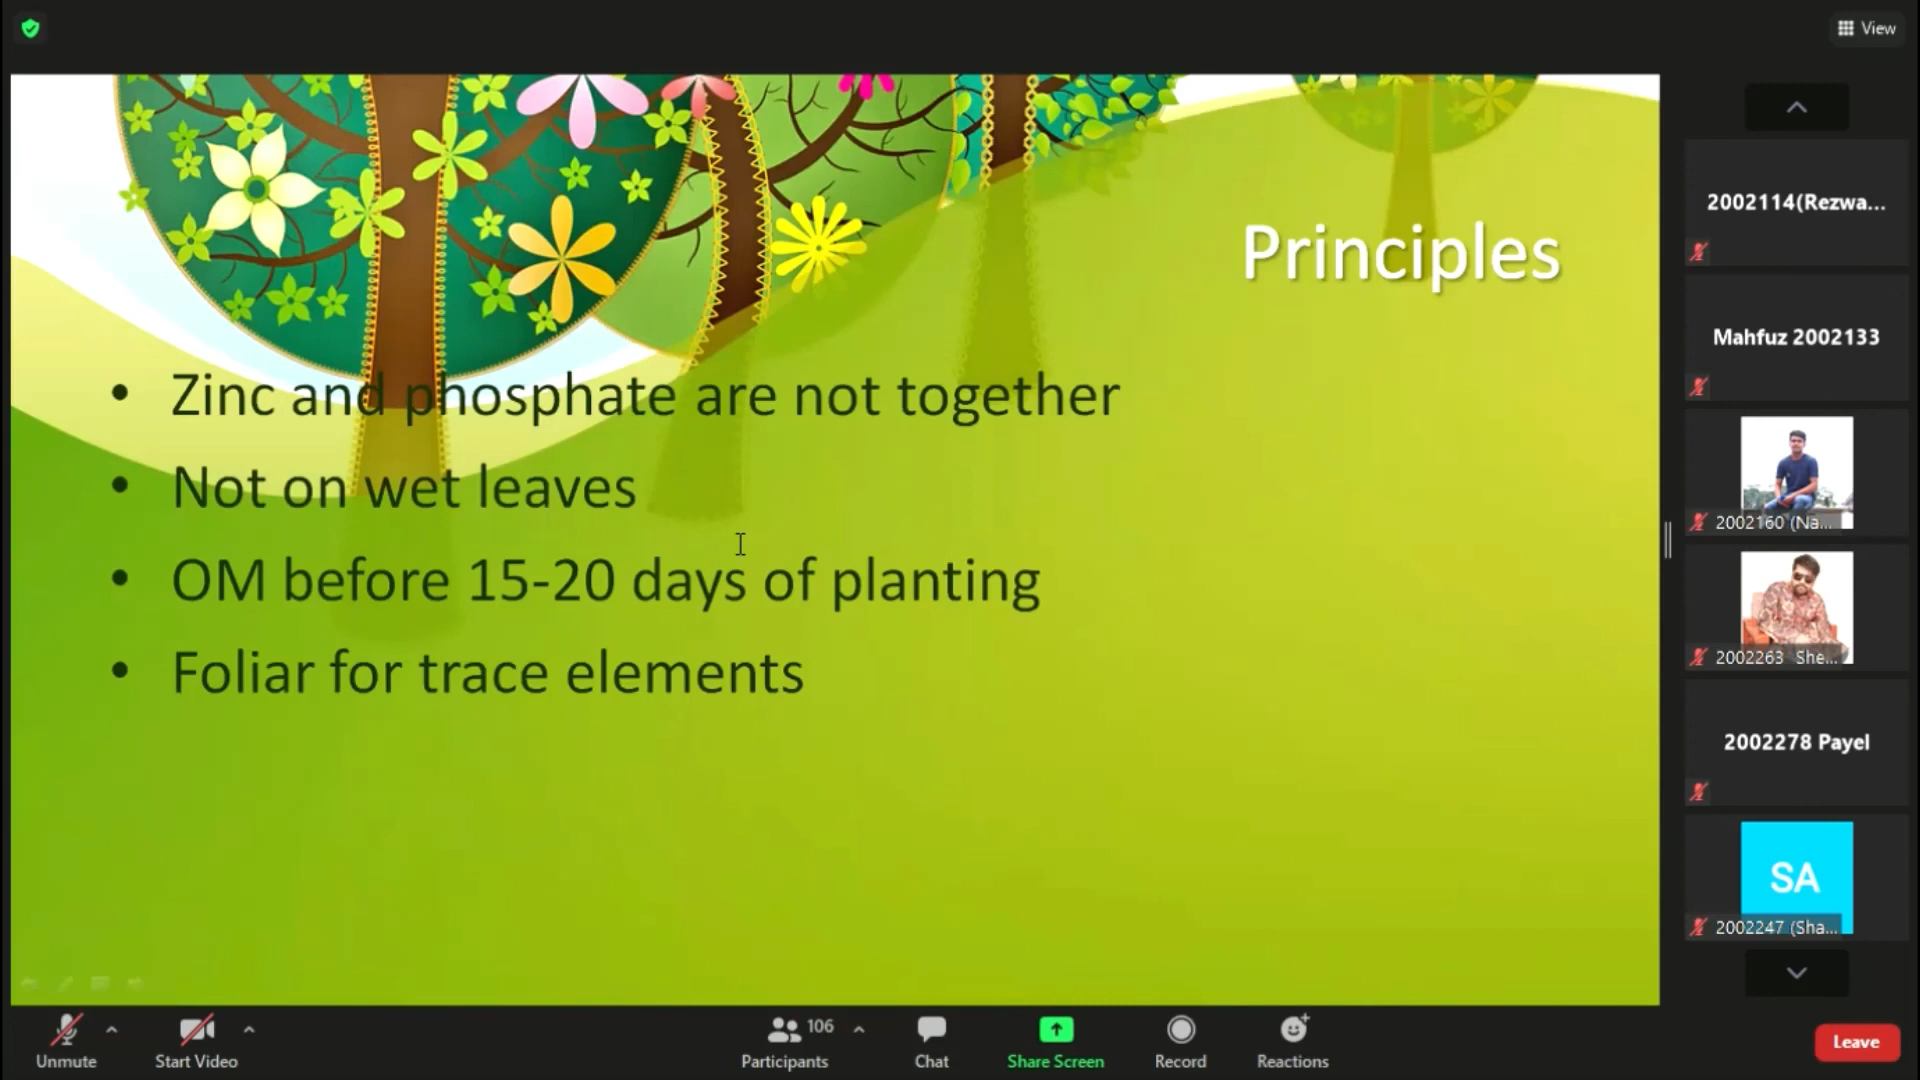 View
Principles
• Zinc and phosphate are not together
• Not on wet leaves
• OM before 15-20 days of planting
• Foliar for trace elements
2002114(Rezwa...
Mahfuz 2002133
2002160 (Na...
2002263 She...
2002278 Payel
SA
2002247 (Sha...
Unmute
Start Video
106
Participants
Chat
Share Screen
Record
Reactions
Leave